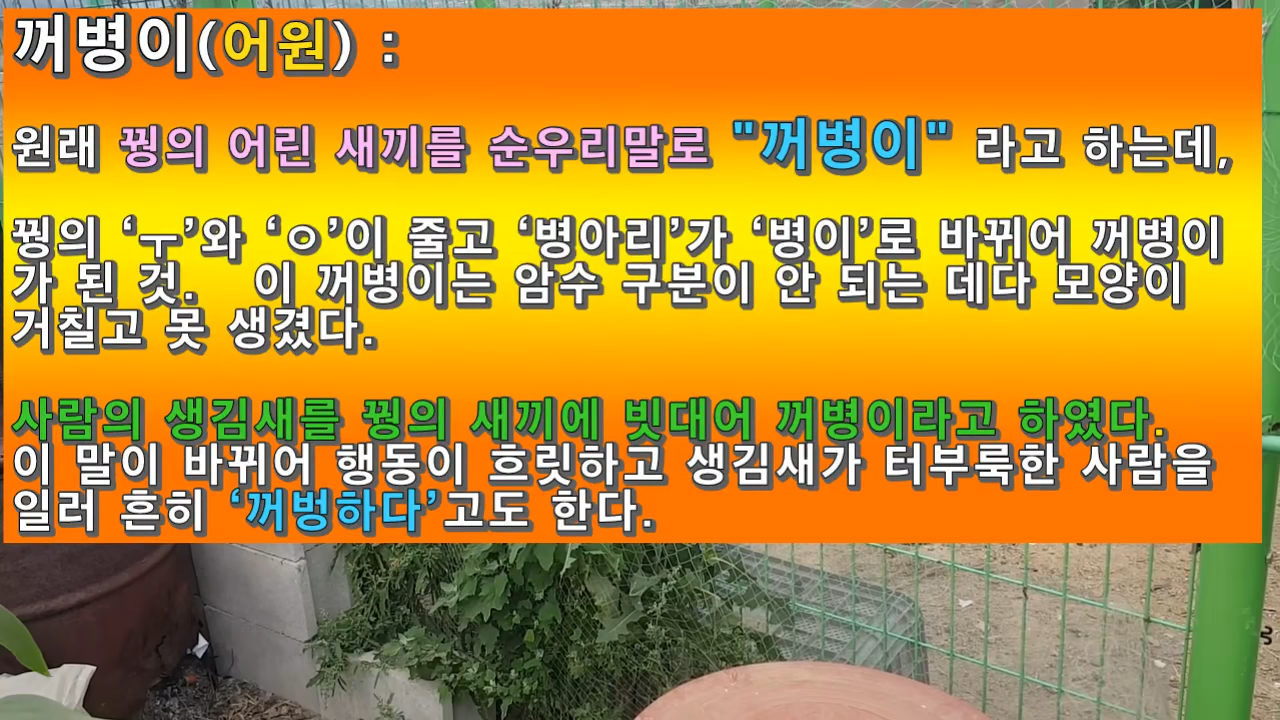 꺼병이(어원) :
원래 꿩의 어린 새끼를 순우리말로 "꺼병이" 라고 하는데,
꿩의 ‘ㅜ’와 ‘ㅇ’이 줄고 ‘병아리’가 ‘병이’로 바뀌어 꺼병이
가 된 것.   이 꺼병이는 암수 구분이 안 되는 데다 모양이
거칠고 못 생겼다.
사람의 생김새를 꿩의 새끼에 빗대어 꺼병이라고 하였다.
이 말이 바뀌어 행동이 흐릿하고 생김새가 터부룩한 사람을
일러 흔히 ‘꺼벙하다’고도 한다.